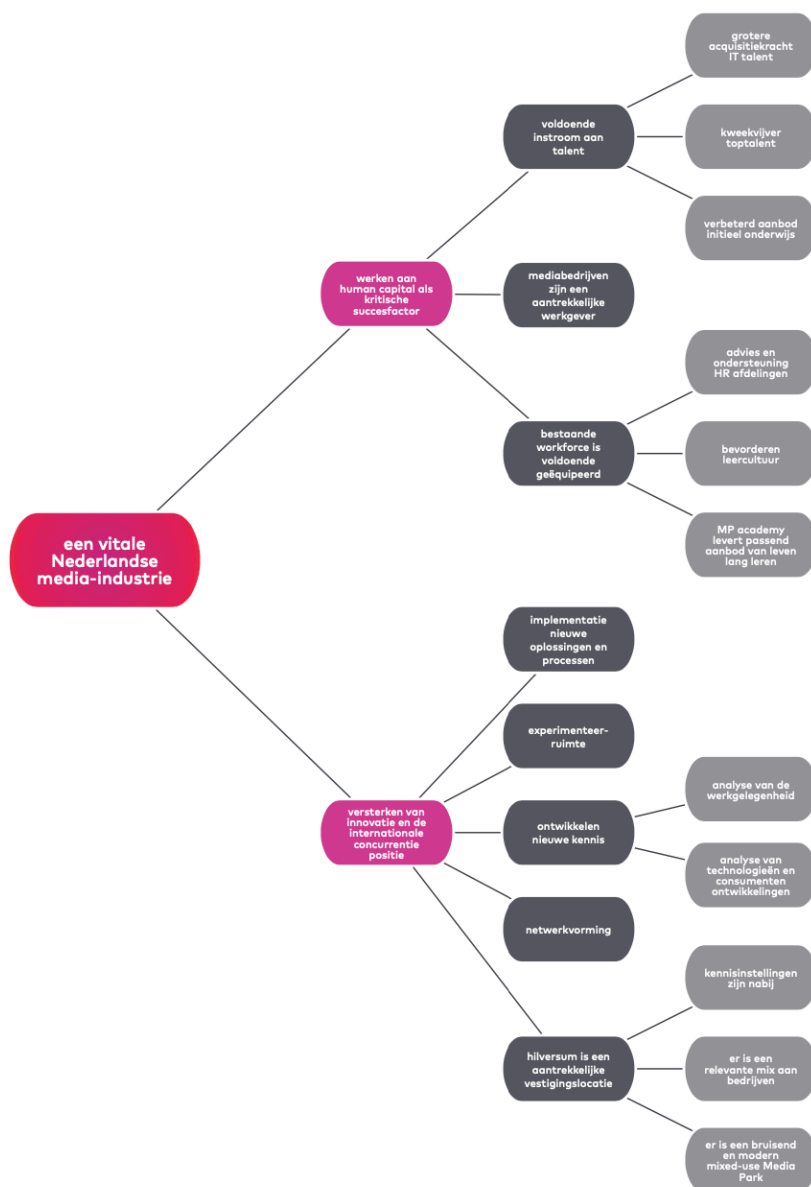 grotere
acquisitiekracht
IT talent
voldoende
instroom aan
talent
kweekvijver
toptalent
verbeterd aanbod
initieel onderwijs
werken aan
human capital als
kritische
succesfactor
mediabedrijven
zijn een
aantrekkelijke
werkgever
advies en
ondersteuning
HR afdelingen
bestaande
workforce is
voldoende
geëquipeerd
bevorderen
leercultuur
MP academy
levert passend
aanbod van leven
lang leren
een vitale
Nederlandse
media-industrie
implementatie
nieuwe
oplossingen en
processen
experimenteer-
ruimte
versterken van
innovatie en de
internationale
concurrentie
positie
ontwikkelen
nieuwe kennis
analyse van de
werkgelegenheid
analyse van
technologieën en
consumenten
ontwikkelingen
netwerkvorming
hilversum is een
aantrekkelijke
vestigingslocatie
kennisinstellingen
zijn nabij
er is een
relevante mix aan
bedrijven
er is een bruisend
en modern
mixed-use Media
Park